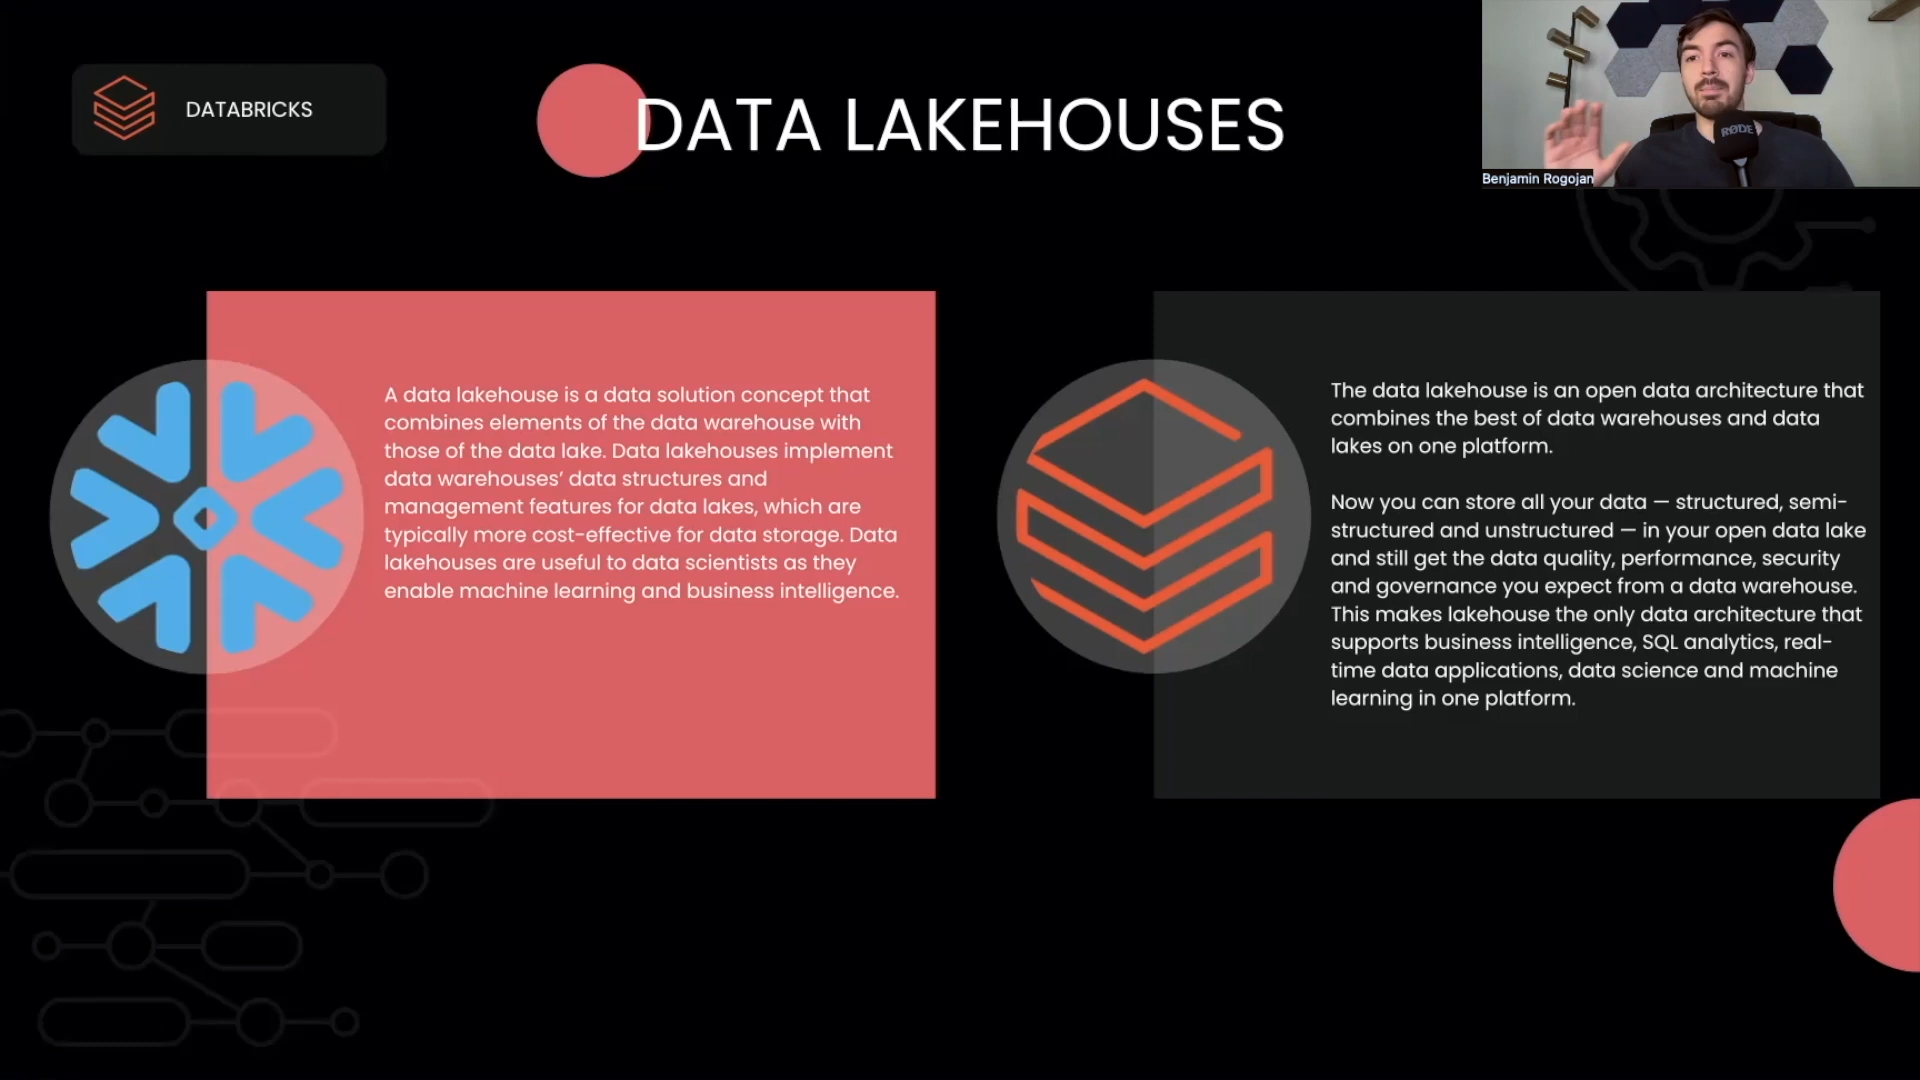 DATABRICKS
DATA LAKEHOUSES
RØDE
Benjamin Rogojan
A data lakehouse is a data solution concept that
combines elements of the data warehouse with
those of the data lake. Data lakehouses implement
data warehouses’ data structures and
management features for data lakes, which are
typically more cost-effective for data storage. Data
lakehouses are useful to data scientists as they
enable machine learning and business intelligence.
The data lakehouse is an open data architecture that
combines the best of data warehouses and data
lakes on one platform.
Now you can store all your data — structured, semi-
structured and unstructured — in your open data lake
and still get the data quality, performance, security
and governance you expect from a data warehouse.
This makes lakehouse the only data architecture that
supports business intelligence, SQL analytics, real-
time data applications, data science and machine
learning in one platform.